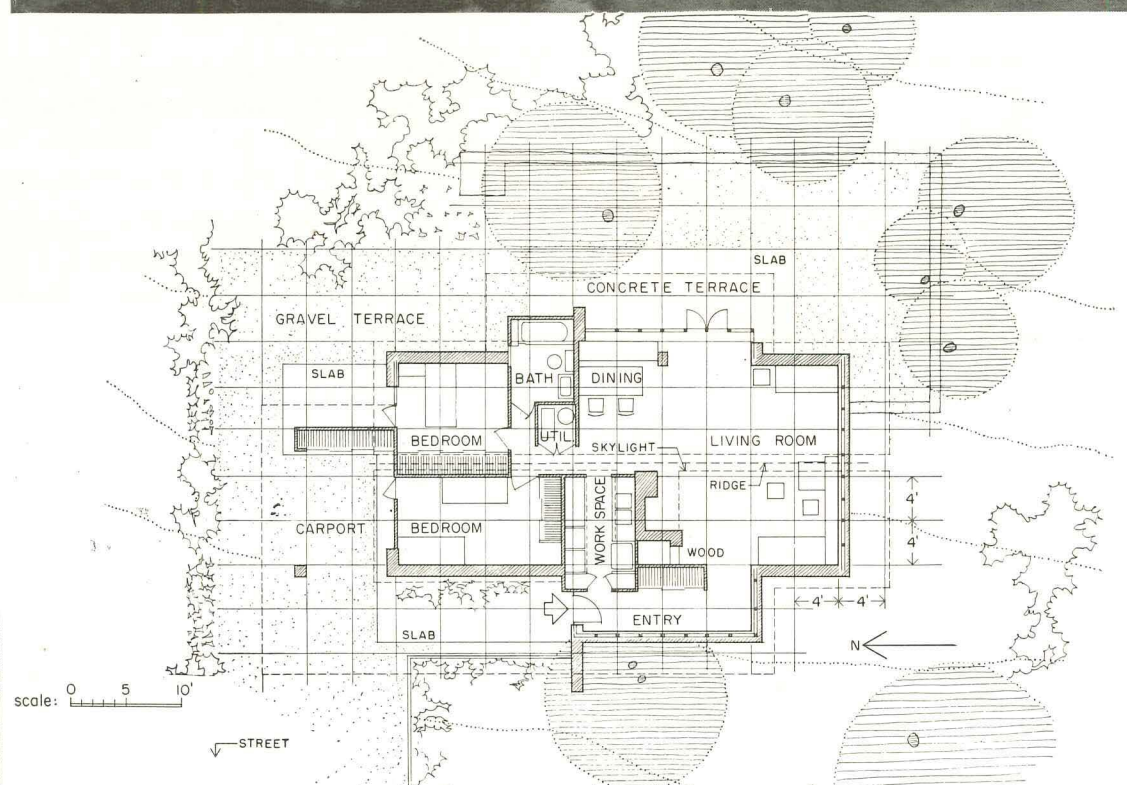 SLAB
CONCRETE TERRACE
GRAVEL TERRACE
SLAB
BATH
DINING
UTIL.
BEDROOM
SKYLIGHT
LIVING ROOM
RIDGE
4'
4'
WORK SPACE
CARPORT
BEDROOM
WOOD
4'
4'
ENTRY
SLAB
N
scale: 0 5 10'
STREET